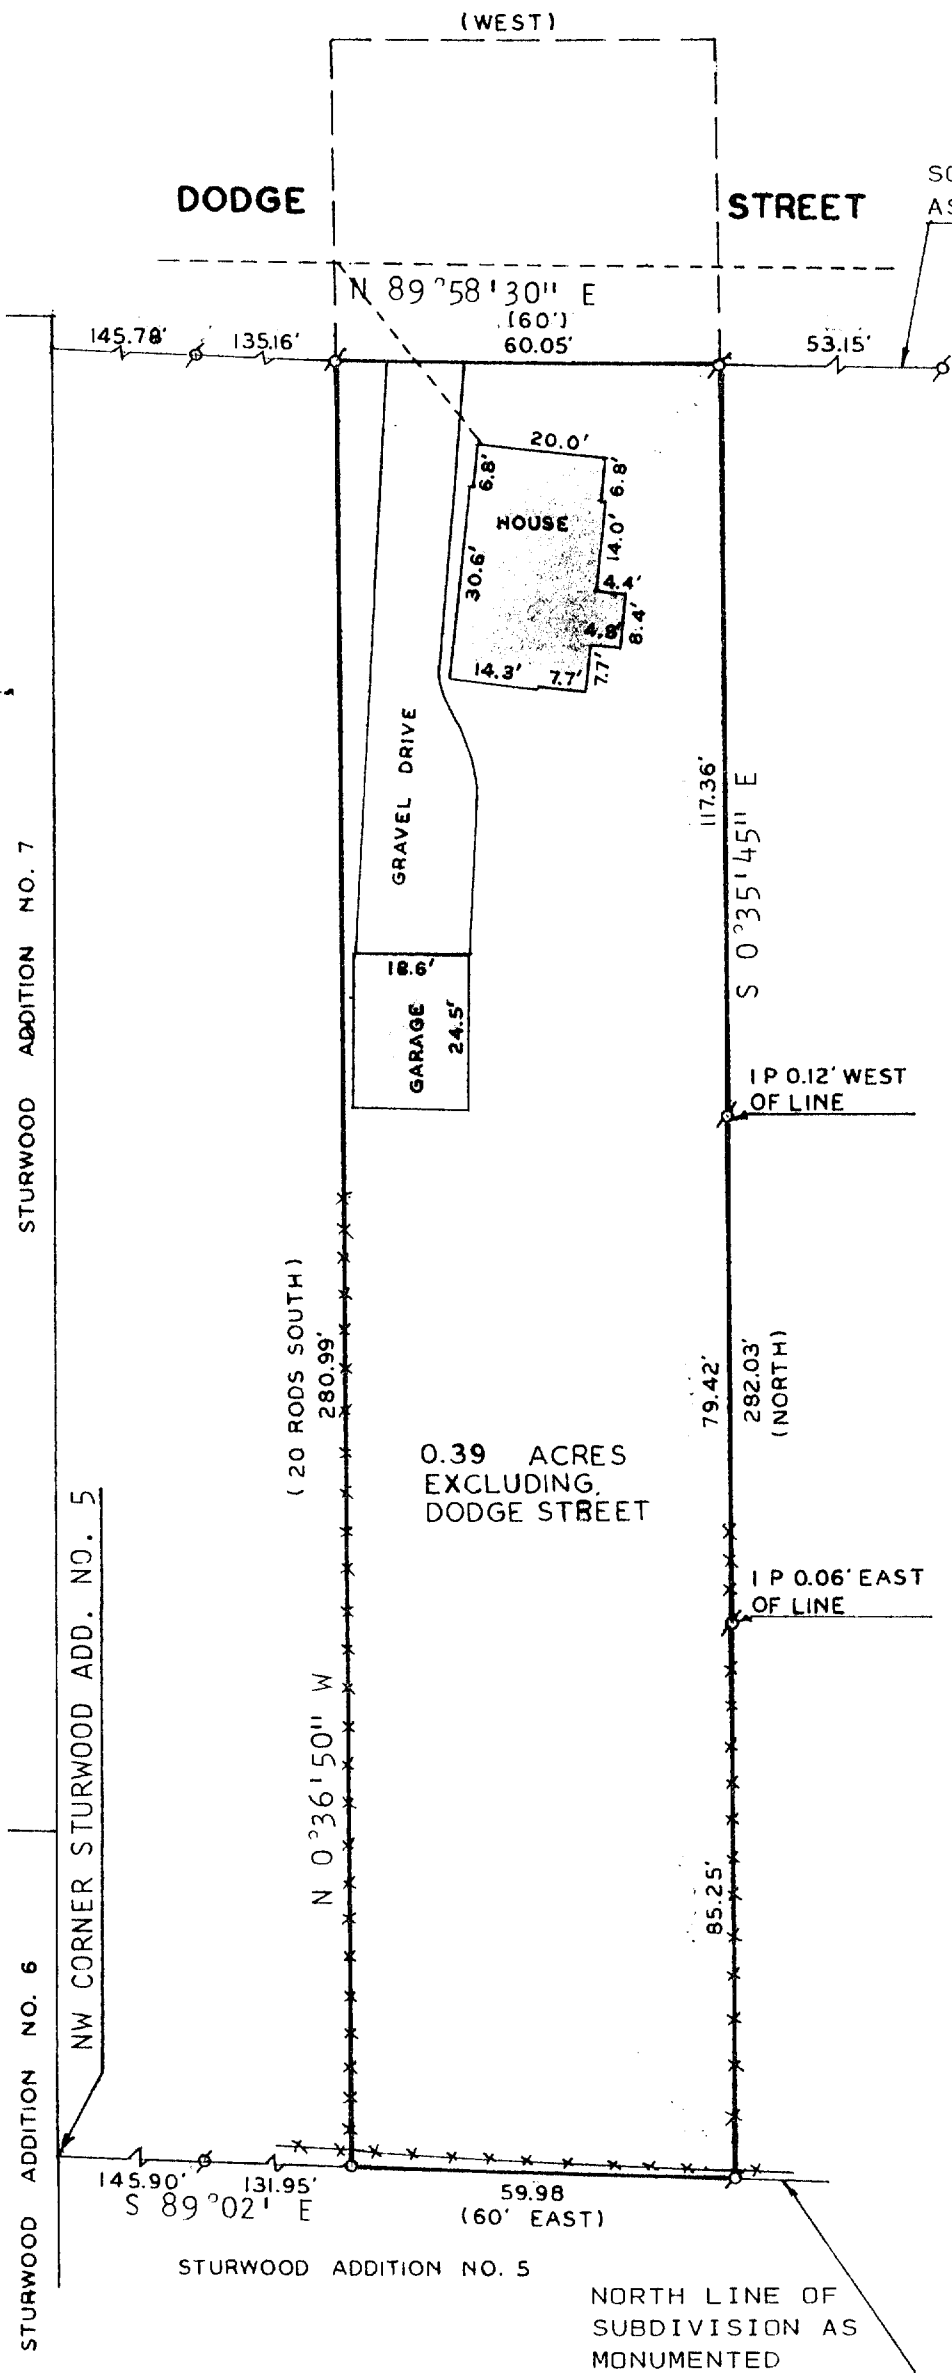 (WEST)
DODGE STREET
SO
AS
N 89°58'30" E
(60')
145.78' 135.16' 60.05' 53.15'
20.0'
6.8' 6.8'
HOUSE
14.0'
30.6'
4.4'
8.4'
4.8'
14.3' 7.7' 7.7'
GRAVEL DRIVE
117.36'
S 0°35'45" E
STURWOOD ADDITION NO. 7
18.6'
GARAGE
24.5'
I P 0.12' WEST
OF LINE
(20 RODS SOUTH)
280.99'
79.42'
282.03'
(NORTH)
0.39 ACRES
EXCLUDING
DODGE STREET
NW CORNER STURWOOD ADD. NO. 5
I P 0.06' EAST
OF LINE
N 0°36'50" W
85.25'
STURWOOD ADDITION NO. 6
145.90' 131.95' 59.98
S 89°02' E
(60' EAST)
STURWOOD ADDITION NO. 5
NORTH LINE OF
SUBDIVISION AS
MONUMENTED